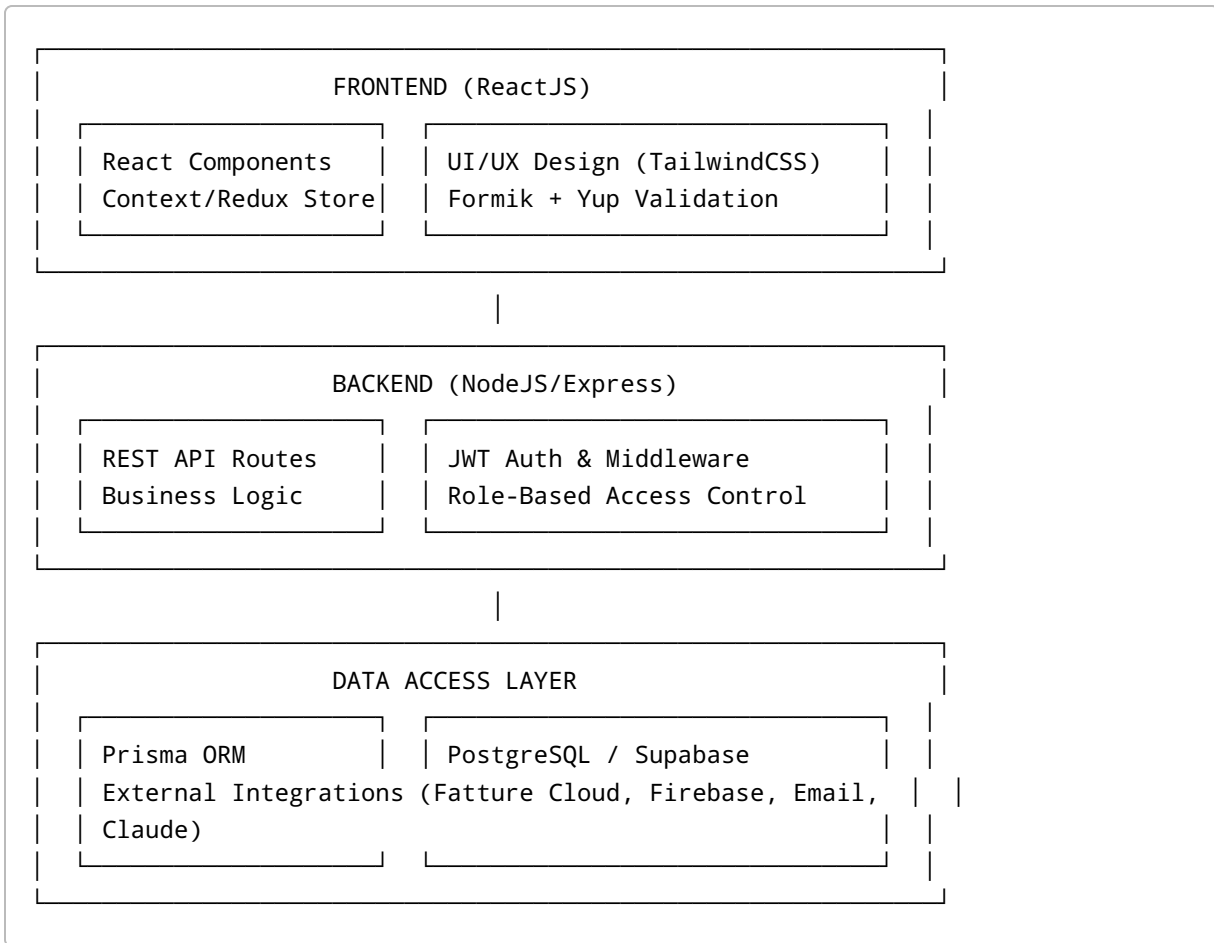 FRONTEND (ReactJS)
React Components UI/UX Design (TailwindCSS)
Context/Redux Store Formik + Yup Validation
BACKEND (NodeJS/Express)
REST API Routes JWT Auth & Middleware
Business Logic Role-Based Access Control
DATA ACCESS LAYER
Prisma ORM PostgreSQL / Supabase
External Integrations (Fatture Cloud, Firebase, Email,
Claude)